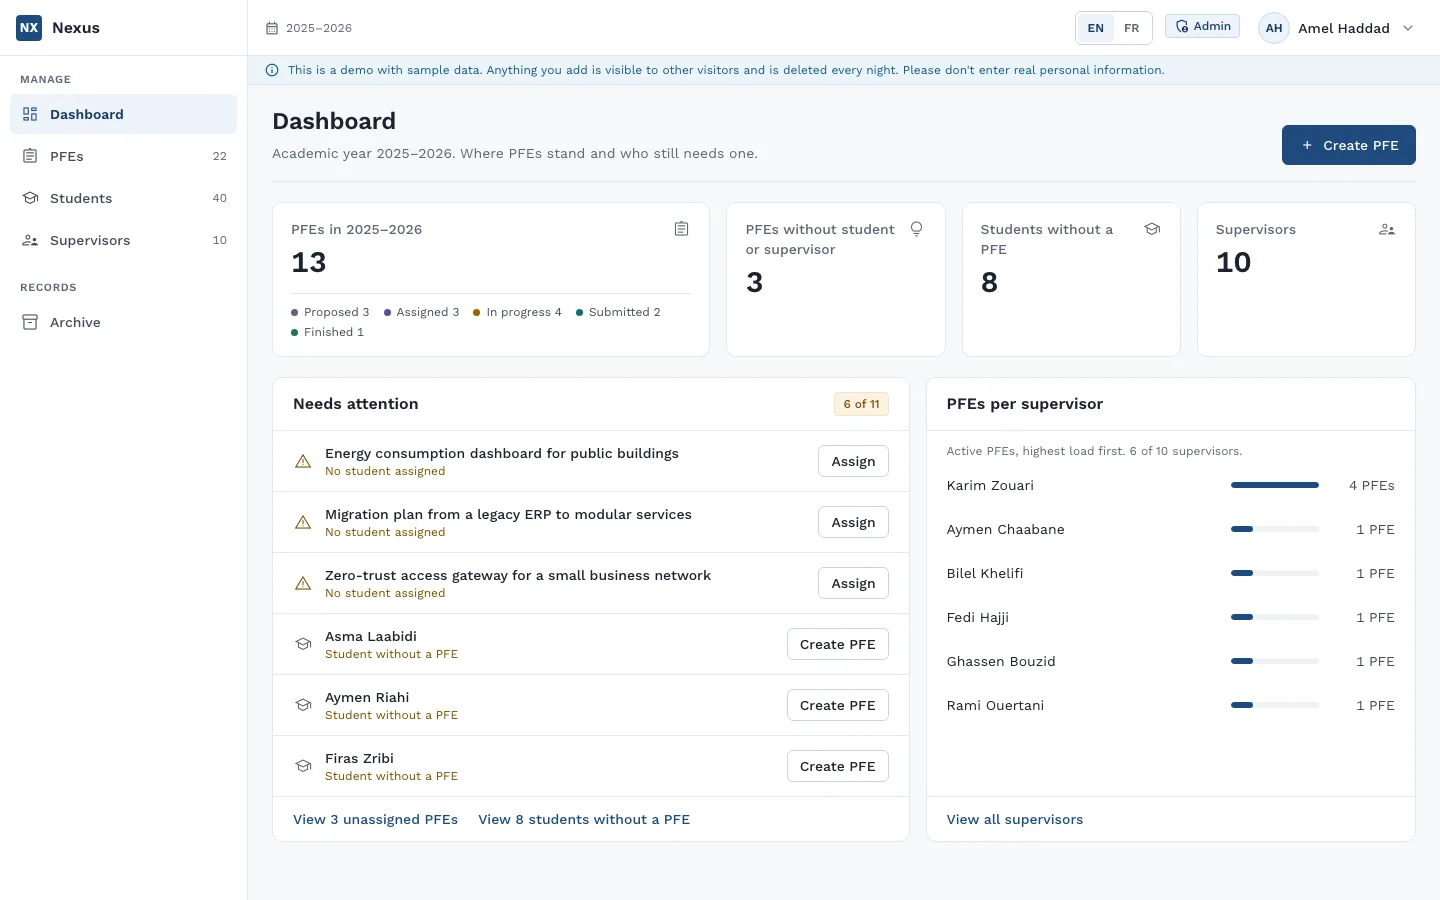 NX Nexus
2025–2026
EN FR
Admin
AH Amel Haddad
This is a demo with sample data. Anything you add is visible to other visitors and is deleted every night. Please don't enter real personal information.
MANAGE
Dashboard
PFEs 22
Students 40
Supervisors 10
RECORDS
Archive
Dashboard
Academic year 2025–2026. Where PFEs stand and who still needs one.
+ Create PFE
PFEs in 2025–2026
13
Proposed 3 Assigned 3 In progress 4 Submitted 2
Finished 1
PFEs without student
or supervisor
3
Students without a
PFE
8
Supervisors
10
Needs attention
6 of 11
Energy consumption dashboard for public buildings
No student assigned
Assign
Migration plan from a legacy ERP to modular services
No student assigned
Assign
Zero-trust access gateway for a small business network
No student assigned
Assign
Asma Laabidi
Student without a PFE
Create PFE
Aymen Riahi
Student without a PFE
Create PFE
Firas Zribi
Student without a PFE
Create PFE
View 3 unassigned PFEs View 8 students without a PFE
PFEs per supervisor
Active PFEs, highest load first. 6 of 10 supervisors.
Karim Zouari 4 PFEs
Aymen Chaabane 1 PFE
Bilel Khelifi 1 PFE
Fedi Hajji 1 PFE
Ghassen Bouzid 1 PFE
Rami Ouertani 1 PFE
View all supervisors